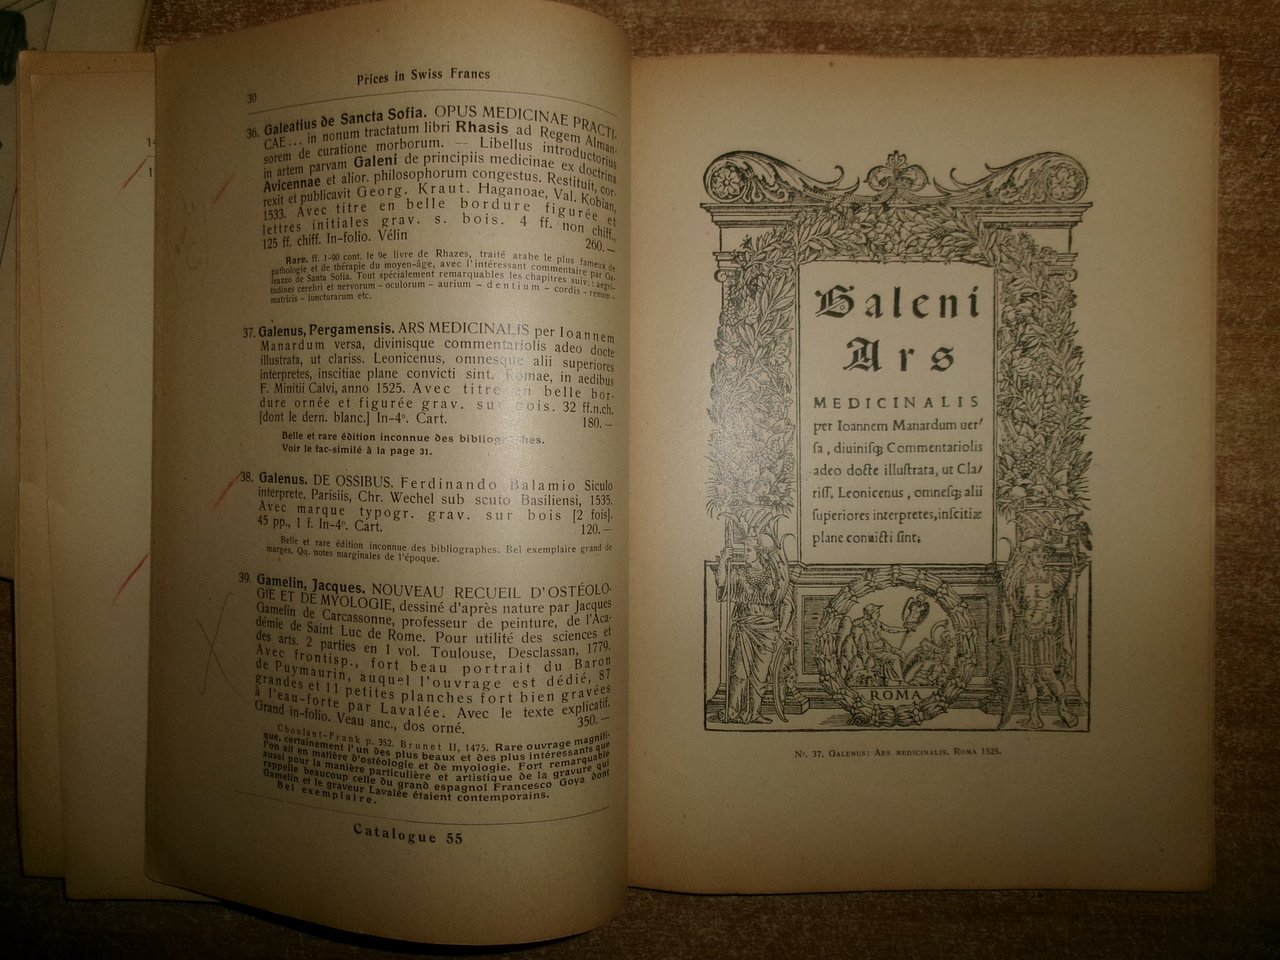 Prices in Swiss Francs
30
36. Galeatius de Sancta Sofia. OPUS MEDICINAE PRACTI-
CAE... in nonum tractatum libri Rhasis ad Regem Alman-
sorem de curatione morborum. — Libellus introductorius
in artem parvam Galeni de principiis medicinae ex doctrina
Avicennae et alior. philosophorum congestus. Restituit, cor-
rexit et publicavit Georg. Kraut. Haganoae, Val. Kobian,
1533. Avec titre en belle bordure figurée et
lettres initiales grav. s. bois. 4 ff. non chiff.,
125 ff. chiff. In-folio. Vélin 260.—
Rare. ff. 1-90 cont. le 9e livre de Rhazes, traité arabe le plus fameux de
pathologie et de thérapie du moyen-âge, avec l'intéressant commentaire par Ga-
leazzo de Santa Sofia. Tout spécialement remarquables les chapitres suiv.: aegri-
tudines cerebri et nervorum - oculorum - aurium - dentium - cordis - renum -
matricis - iuncturarum etc.
37. Galenus, Pergamensis. ARS MEDICINALIS per Ioannem
Manardum versa, divinisque commentariolis adeo docte
illustrata, ut clariss. Leonicenus, omnesque alii superiores
interpretes, inscitiae plane convicti sint. Romae, in aedibus
F. Minitii Calvi, anno 1525. Avec titre en belle bor-
dure ornée et figurée grav. sur bois. 32 ff.n.ch.
[dont le dern. blanc.] In-4º. Cart. 180.—
Belle et rare édition inconnue des bibliographes.
Voir le fac-similé à la page 31.
38. Galenus. DE OSSIBUS. Ferdinando Balamio Siculo
interprete. Parisiis, Chr. Wechel sub scuto Basiliensi, 1535.
Avec marque typogr. grav. sur bois [2 fois].
45 pp., 1 f. In-4º. Cart. 120.—
Belle et rare édition inconnue des bibliographes. Bel exemplaire grand de
marges. Qq. notes marginales de l'époque.
39. Gamelin, Jacques. NOUVEAU RECUEIL D'OSTÉOLO-
GIE ET DE MYOLOGIE, dessiné d'après nature par Jacques
Gamelin de Carcassonne, professeur de peinture, de l'Aca-
démie de Saint Luc de Rome. Pour utilité des sciences et
des arts. 2 parties en 1 vol. Toulouse, Desclassan, 1779.
Avec frontisp., fort beau portrait du Baron
de Puymaurin, auquel l'ouvrage est dédié, 87
grandes et 11 petites planches fort bien gravées
à l'eau-forte par Lavalée. Avec le texte explicatif.
Grand in-folio. Veau anc., dos orné. 350.—
Choulant-Frank p. 352. Brunet II, 1475. Rare ouvrage magnifi-
que, certainement l'un des plus beaux et des plus intéressants que
l'on ait en matière d'ostéologie et de myologie. Fort remarquable
aussi pour la manière particulière et artistique de la gravure qui
rappelle beaucoup celle du grand espagnol Francesco Goya dont
Gamelin et le graveur Lavalée étaient contemporains.
Bel exemplaire.
Catalogue 55
Galeni
Ars
MEDICINALIS
per Ioannem Manardum uer/
sa, diuinisq; Commentariolis
adeo docte illustrata, ut Cla/
riss. Leonicenus, omnesq; alii
superiores interpretes, inscitiæ
plane conuicti sint.
ROMA
Nº. 37. GALENUS: ARS MEDICINALIS. ROMA 1525.